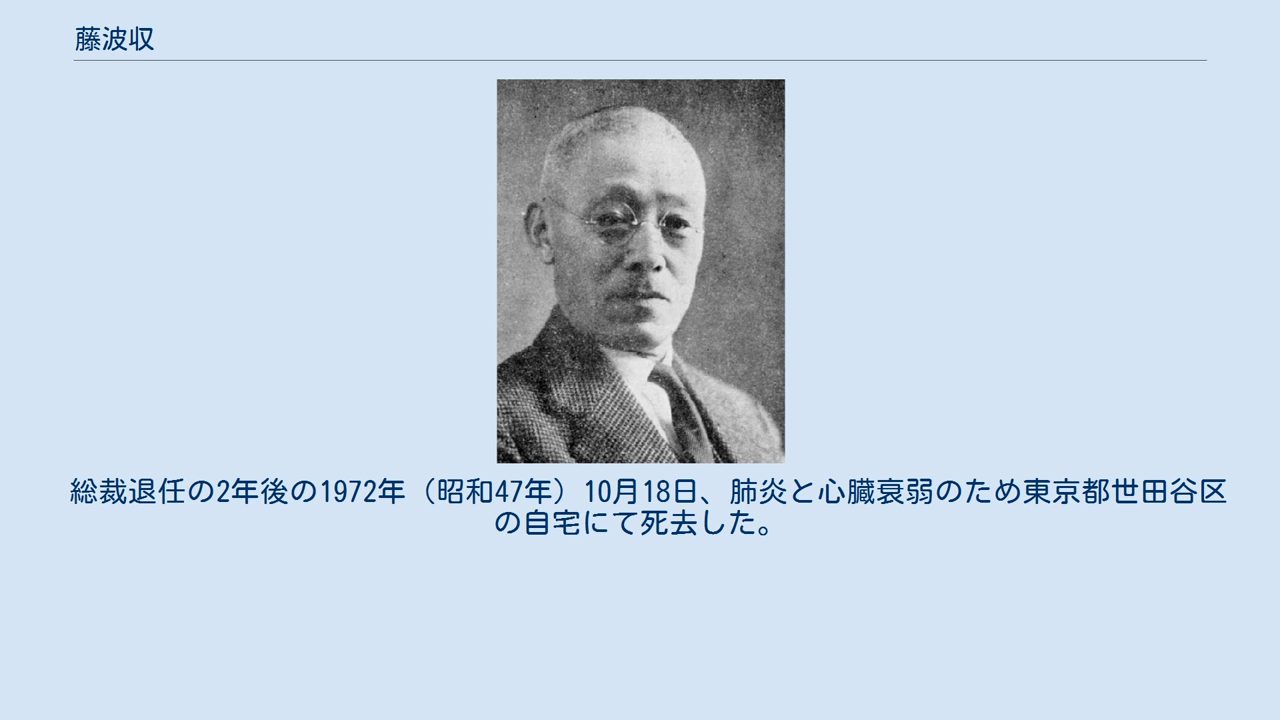 藤波収
総裁退任の2年後の1972年（昭和47年）10月18日、肺炎と心臓衰弱のため東京都世田谷区
の自宅にて死去した。